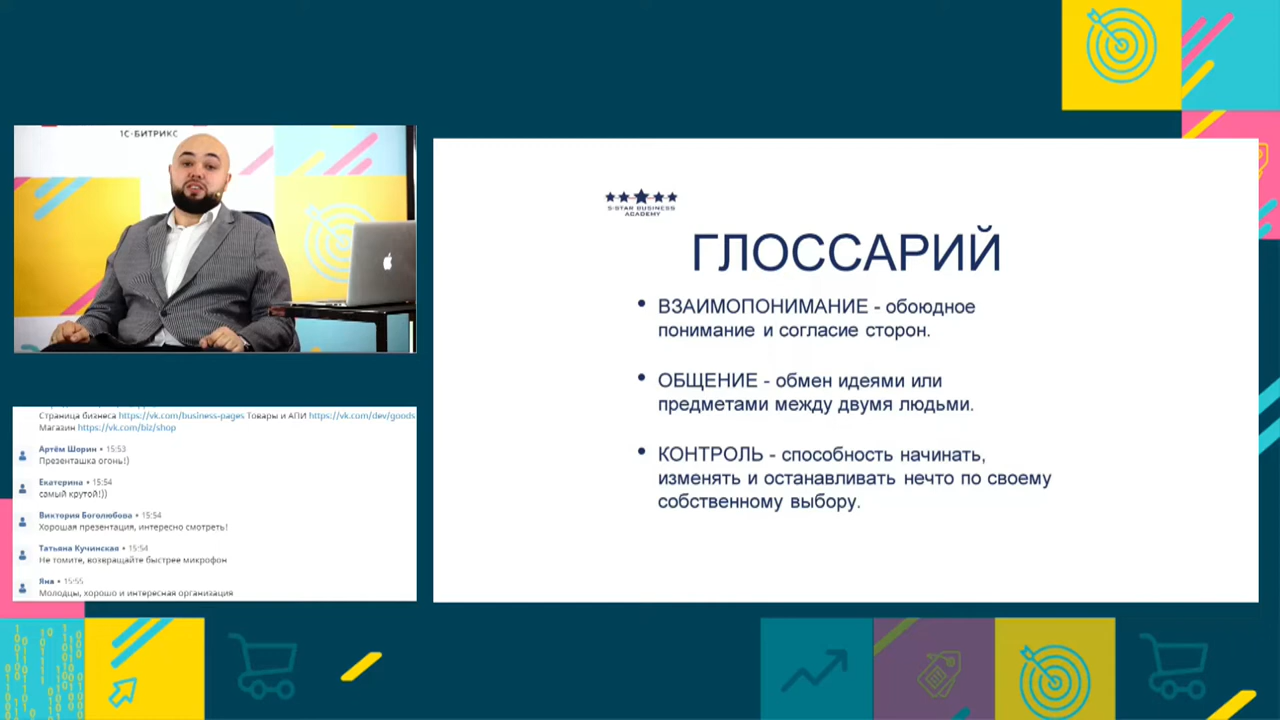 1С-БИТРИКС
5-STAR BUSINESS
ACADEMY
ГЛОССАРИЙ
• ВЗАИМОПОНИМАНИЕ - обоюдное
понимание и согласие сторон.
• ОБЩЕНИЕ - обмен идеями или
предметами между двумя людьми.
• КОНТРОЛЬ - способность начинать,
изменять и останавливать нечто по своему
собственному выбору.
Страница бизнеса https://vk.com/business-pages Товары и АПИ https://vk.com/dev/goods
Магазин https://vk.com/biz/shop
Артём Шорин • 15:53
Презенташка огонь!)
Екатерина • 15:54
самый крутой!))
Виктория Боголюбова • 15:54
Хорошая презентация, интересно смотреть!
Татьяна Кучинская • 15:54
Не томите, возвращайте быстрее микрофон
Яна • 15:55
Молодцы, хорошо и интересная организация